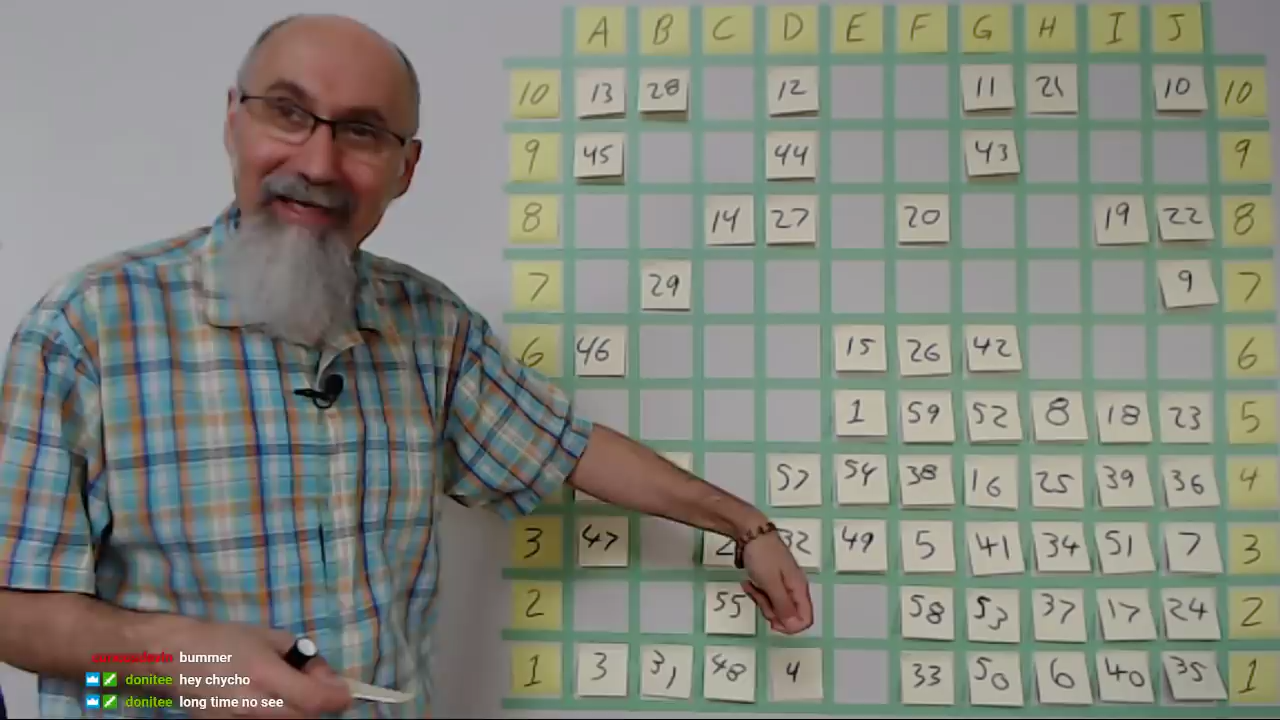 A B C D E F G H I J
10 13 28 12 11 21 10 10
9 45 44 43 9
8 14 27 20 19 22 8
7 29 9 7
6 46 15 26 42 6
1 59 52 8 18 23 5
57 54 38 16 25 39 36 4
3 47 32 49 5 41 34 51 7 3
2 55 58 53 37 17 24 2
1 3 31 48 4 33 50 6 40 35 1
bummer
donitee hey chycho
donitee long time no see